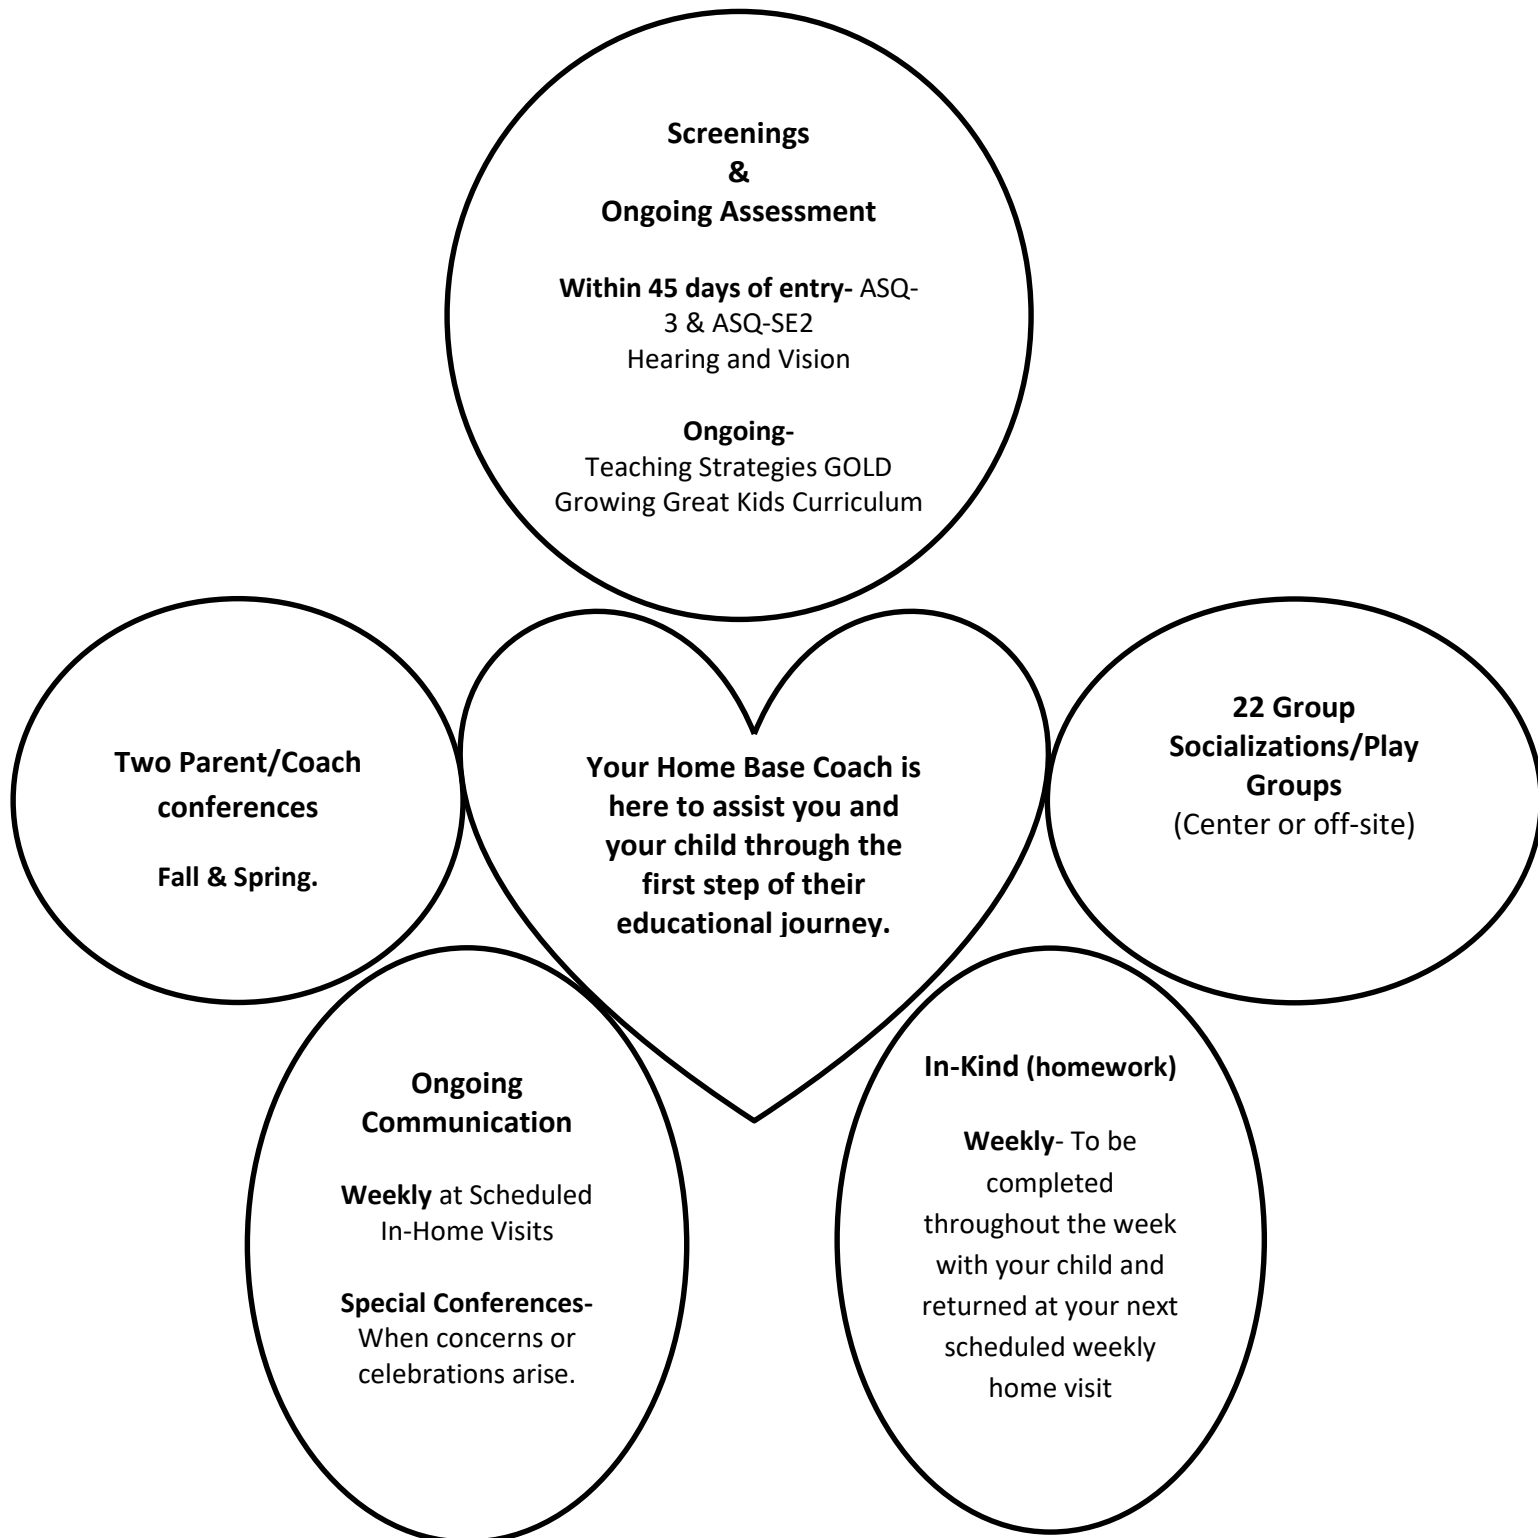 Screenings
&
Ongoing Assessment
Within 45 days of entry- ASQ-
3 & ASQ-SE2
Hearing and Vision
Ongoing-
Teaching Strategies GOLD
Growing Great Kids Curriculum
Two Parent/Coach
conferences
Fall & Spring.
Your Home Base Coach is
here to assist you and
your child through the
first step of their
educational journey.
22 Group
Socializations/Play
Groups
(Center or off-site)
Ongoing
Communication
Weekly at Scheduled
In-Home Visits
Special Conferences-
When concerns or
celebrations arise.
In-Kind (homework)
Weekly- To be
completed
throughout the week
with your child and
returned at your next
scheduled weekly
home visit